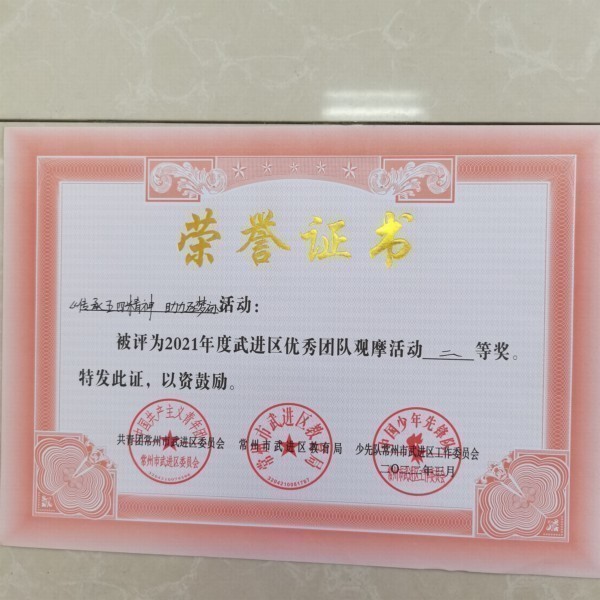 荣誉证书
传承五四精神 助力逐梦活动:
被评为2021年度武进区优秀团队观摩活动 二 等奖。
特发此证,以资鼓励。
共青团常州市武进区委员会 常州市武进区教育局 少先队常州市武进区工作委员会
二〇二一年三月